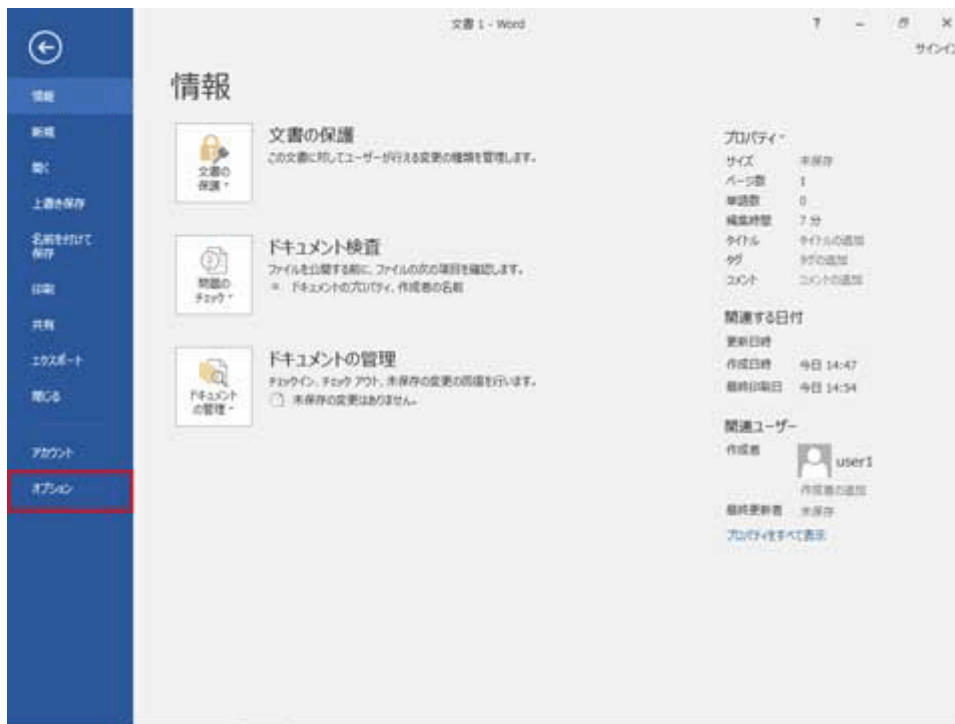 文書 1 - Word
?
サインイン
情報
新規
開く
上書き保存
名前を付けて
保存
印刷
共有
エクスポート
閉じる
アカウント
オプション
情報
文書の
保護
文書の保護
この文書に対してユーザーが行える変更の種類を管理します。
問題の
チェック
ドキュメント検査
ファイルを公開する前に、ファイルの次の項目を確認します。
ドキュメントのプロパティ、作成者の名前
ドキュメント
の管理
ドキュメントの管理
チェックイン、チェック アウト、未保存の変更の回復を行います。
未保存の変更はありません。
プロパティ
サイズ 未保存
ページ数 1
単語数 0
編集時間 7 分
タイトル タイトルの追加
タグ タグの追加
コメント コメントの追加
関連する日付
更新日時
作成日時 今日 14:47
最終印刷日 今日 14:54
関連ユーザー
作成者 user1
作成者の追加
最終更新者 未保存
プロパティをすべて表示